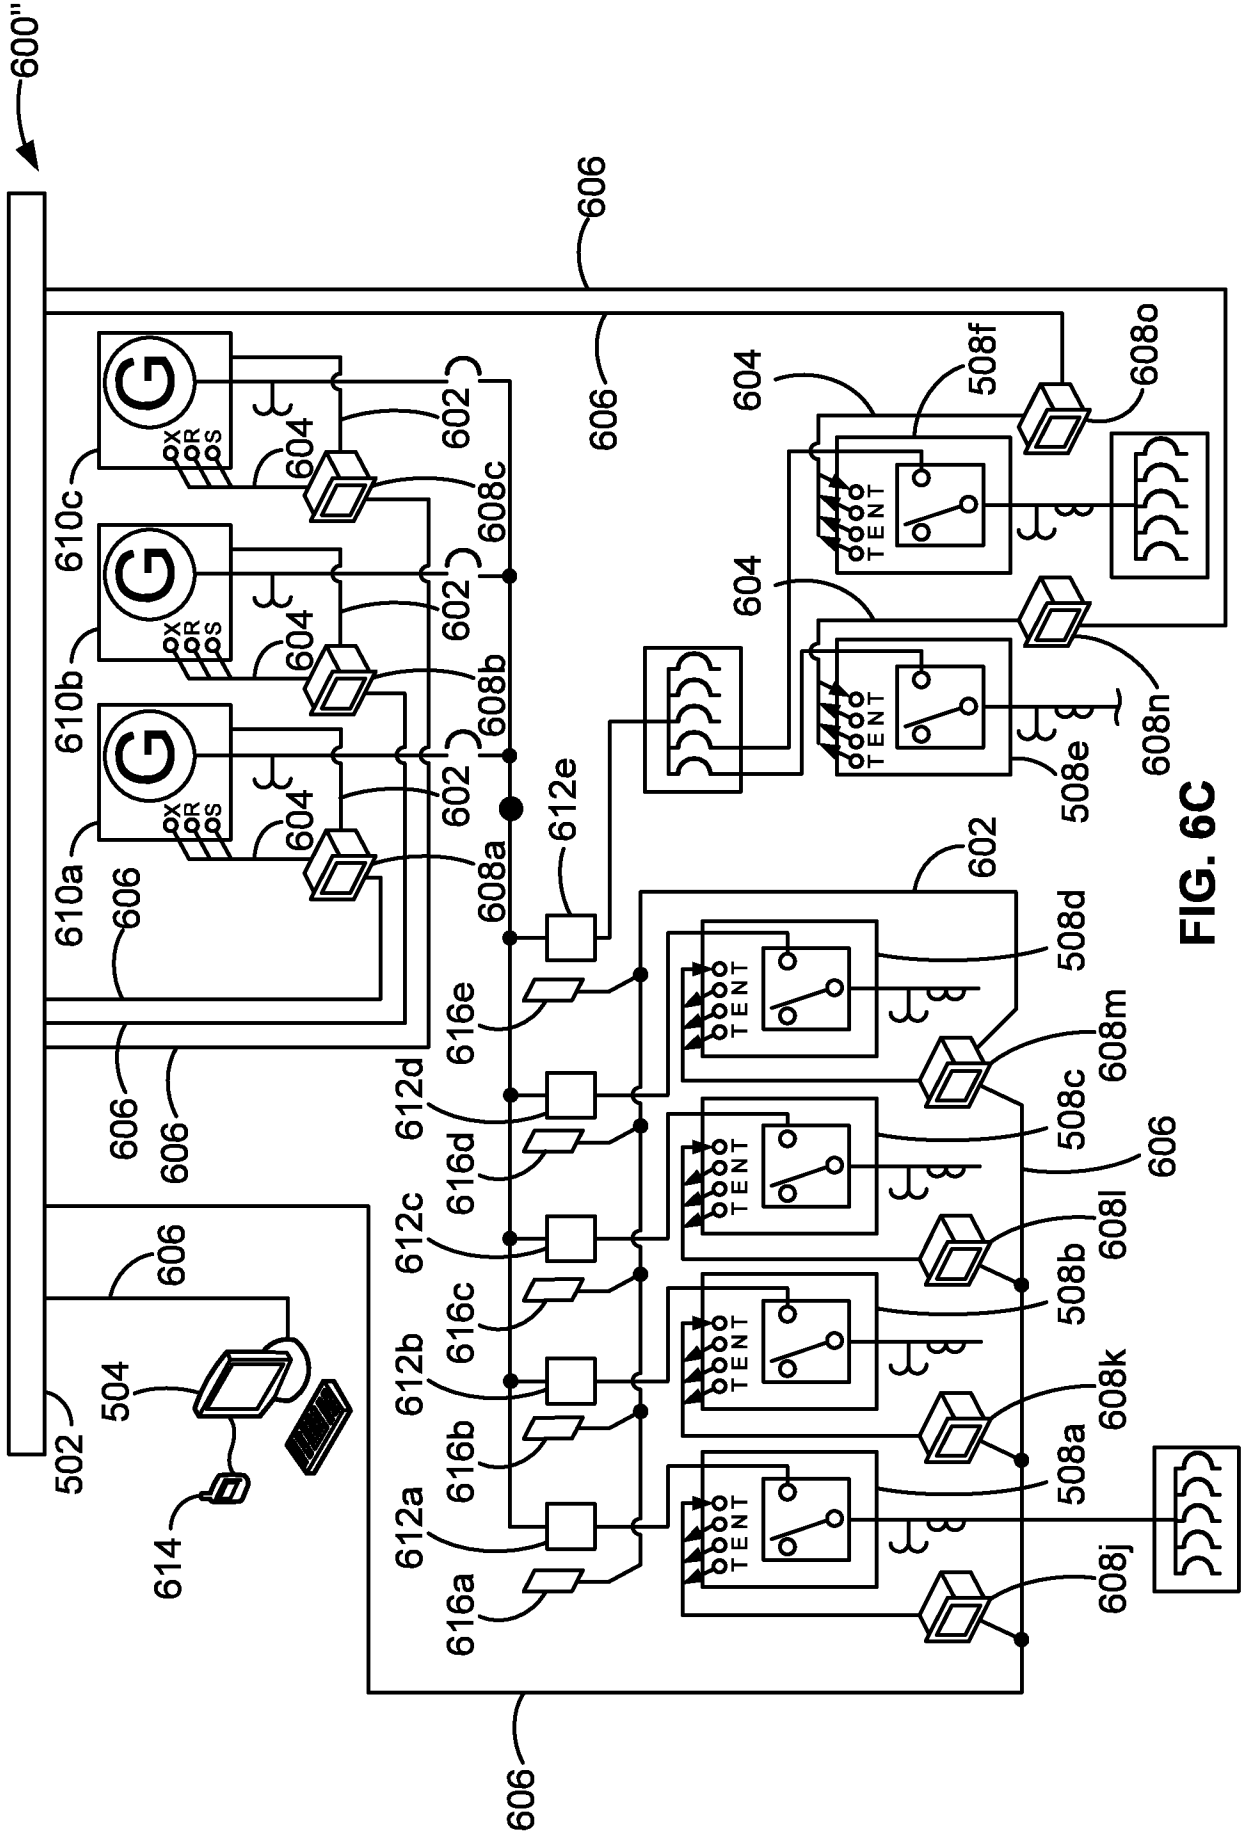 600"
502
504
614
606
606
606
606
610a
610b
610c
G
G
G
X
R
S
X
R
S
X
R
S
604
604
604
602
602
602
608a
608b
608c
606
606
612a
612b
612c
612d
612e
616a
616b
616c
616d
616e
T E N T
T E N T
T E N T
T E N T
T E N T
T E N T
604
604
508a
508b
508c
508d
508e
508f
602
608j
608k
608l
608m
608n
608o
606
606
FIG. 6C